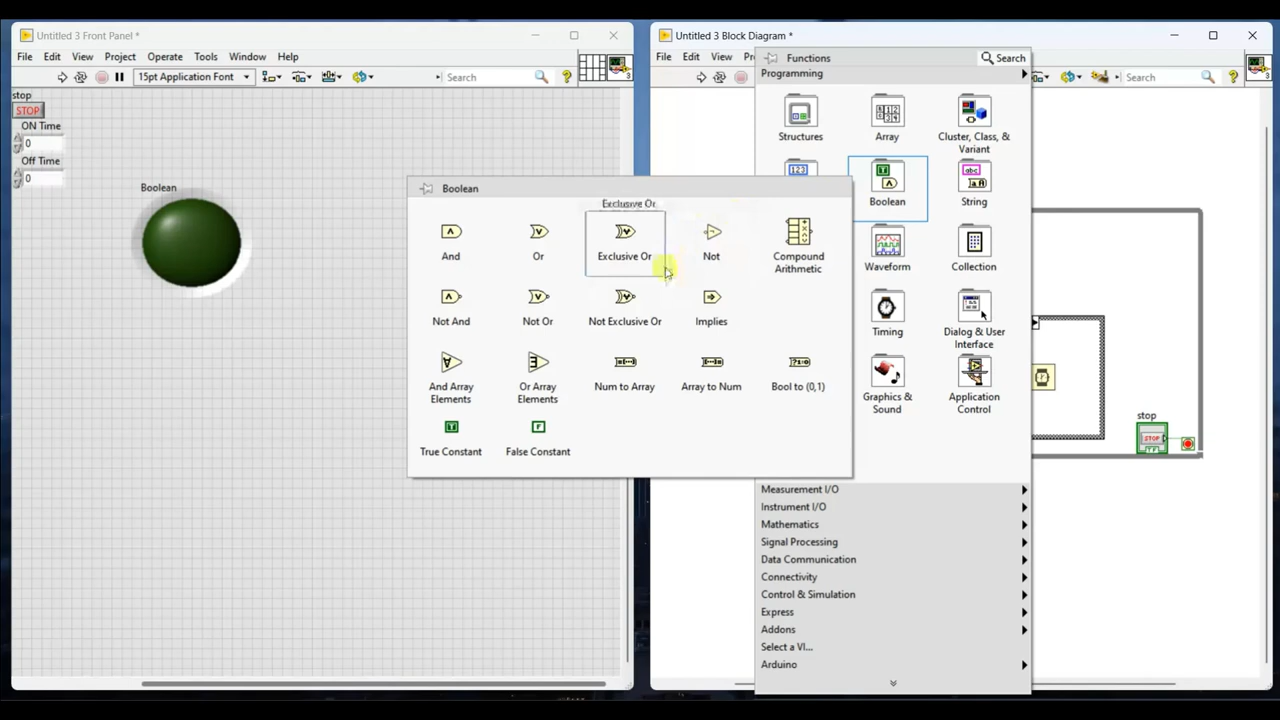 Untitled 3 Front Panel *
File Edit View Project Operate Tools Window Help
15pt Application Font
Search
?
3
stop
STOP
ON Time
0
Off Time
0
Boolean
Untitled 3 Block Diagram *
File Edit View
Search
?
3
Functions
Search
Programming
Structures
Array
Cluster, Class, &
Variant
Boolean
String
Waveform
Collection
Timing
Dialog & User
Interface
Graphics &
Sound
Application
Control
Boolean
Exclusive Or
And
Or
Exclusive Or
Not
Compound
Arithmetic
Not And
Not Or
Not Exclusive Or
Implies
And Array
Elements
Or Array
Elements
Num to Array
Array to Num
Bool to (0,1)
True Constant
False Constant
Measurement I/O
Instrument I/O
Mathematics
Signal Processing
Data Communication
Connectivity
Control & Simulation
Express
Addons
Select a VI...
Arduino
stop
STOP
TF